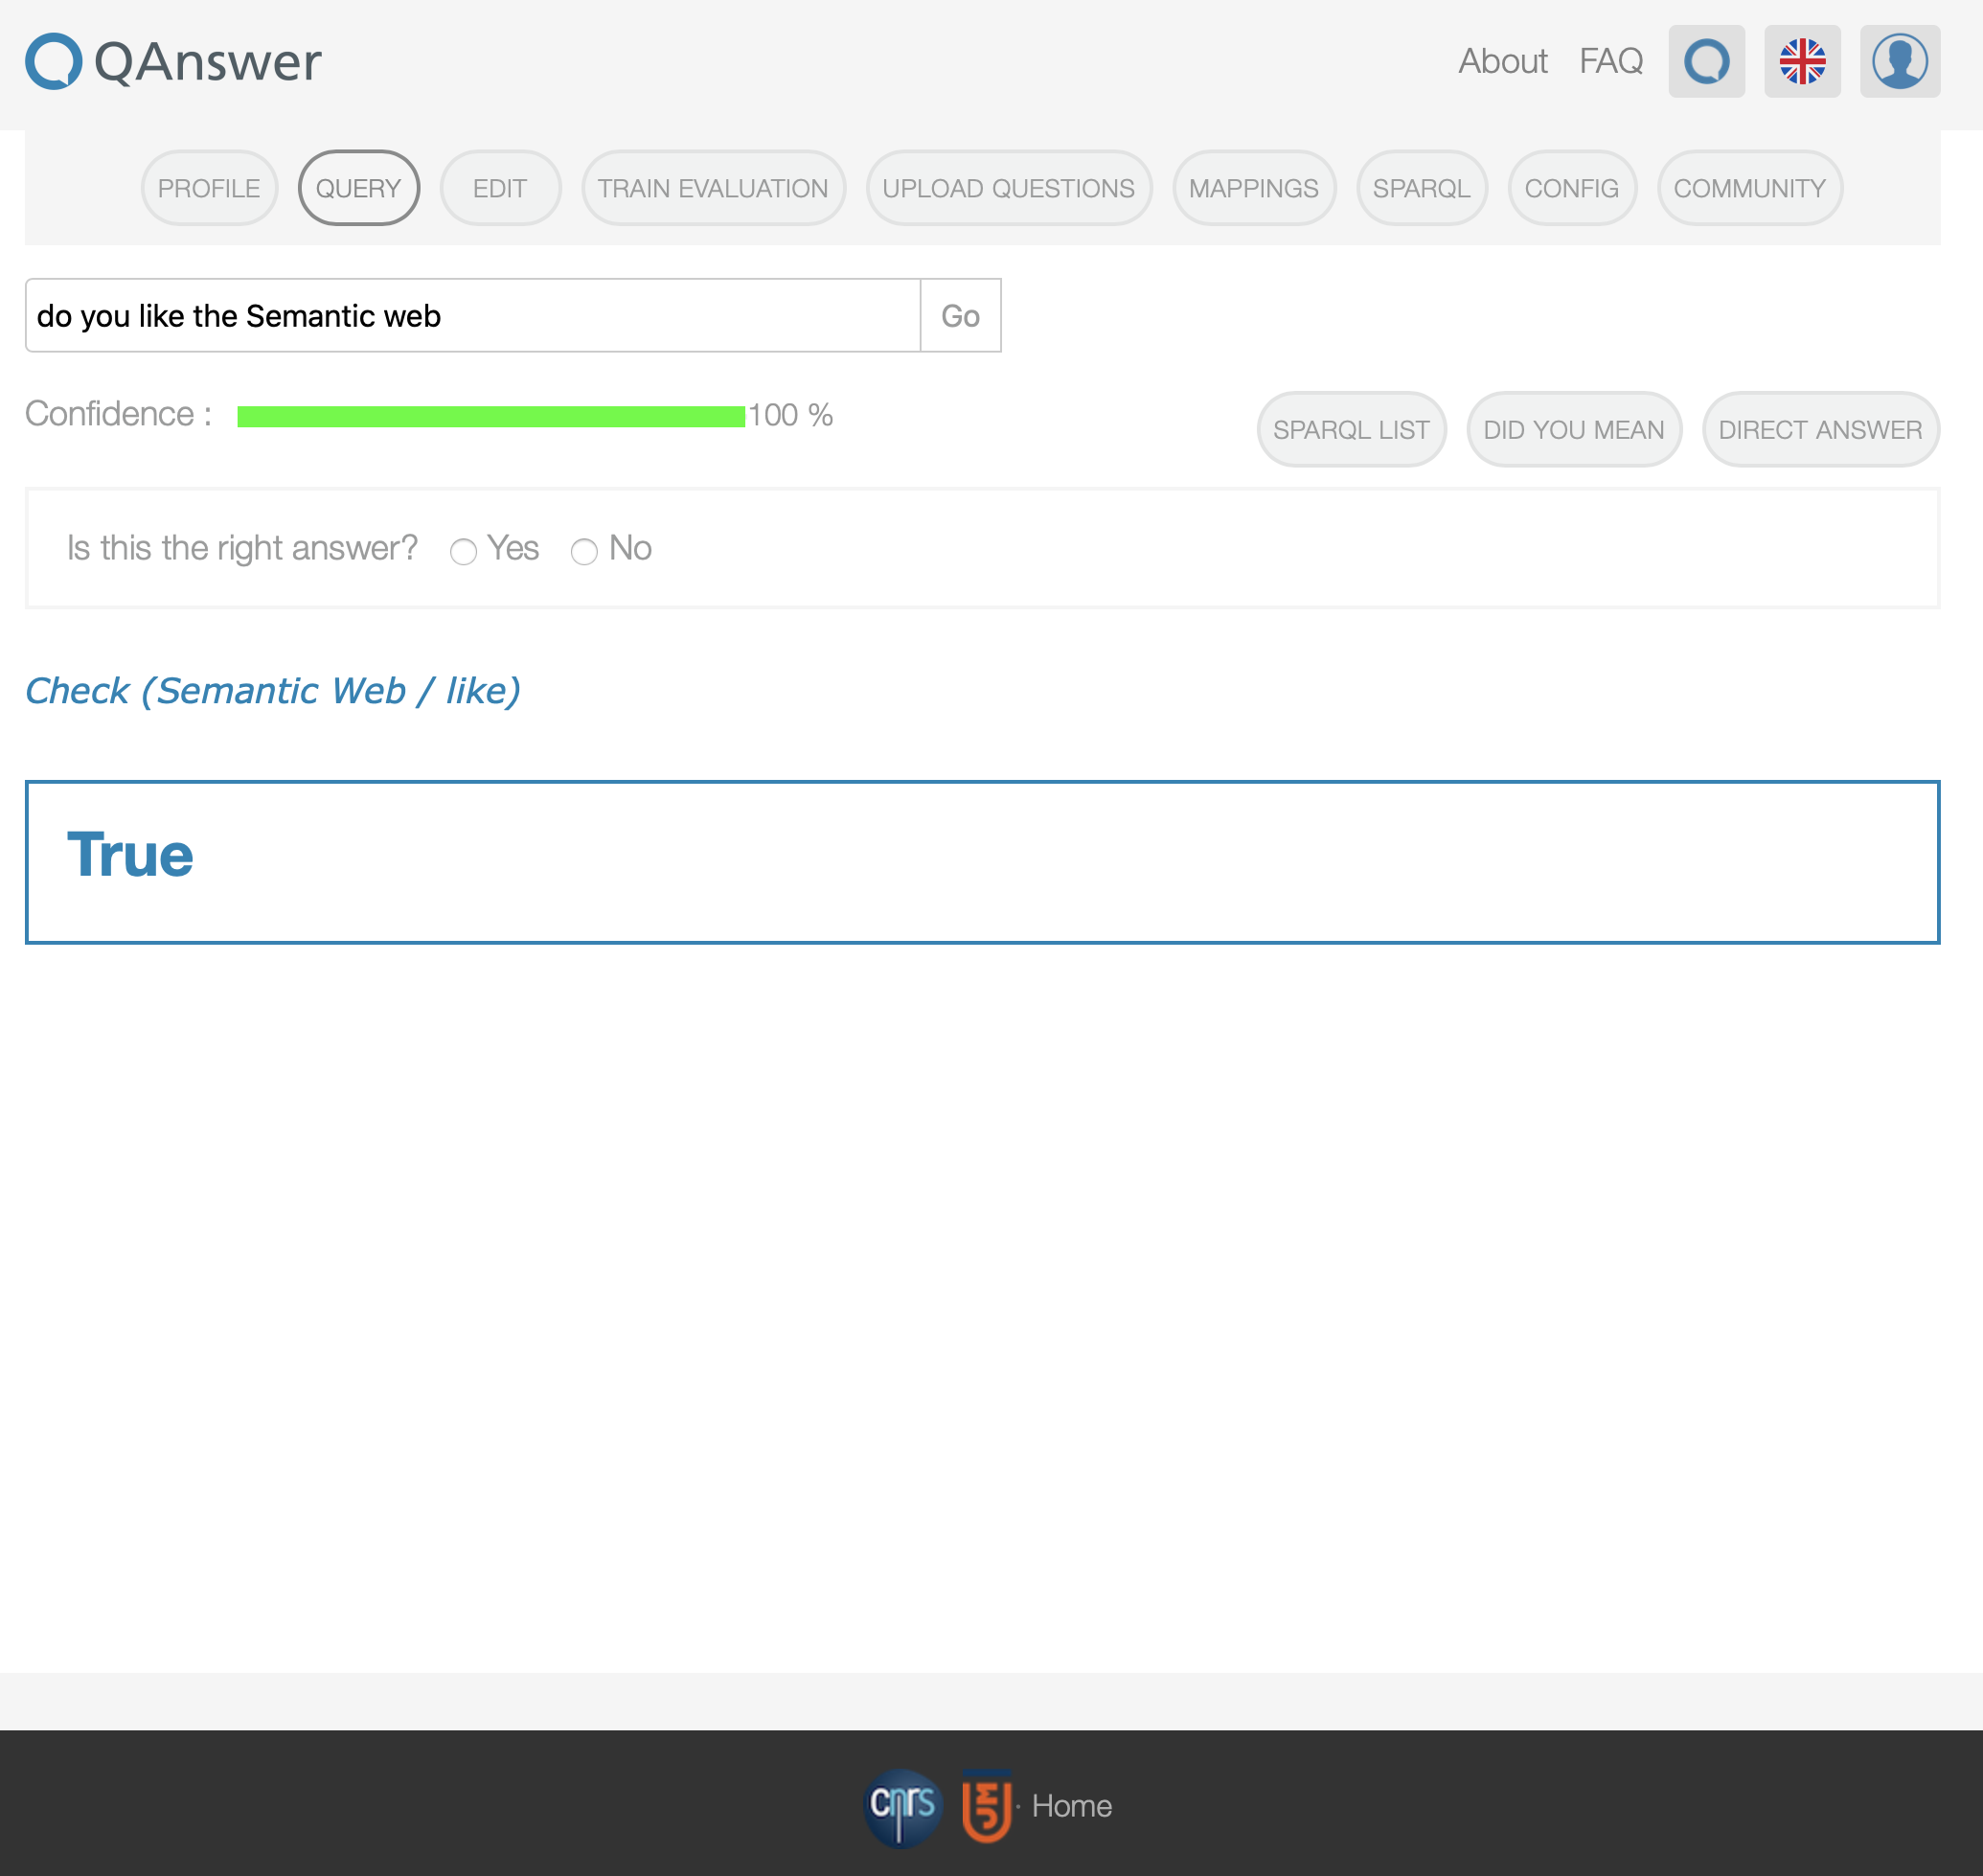 QAnswer About FAQ
PROFILE QUERY EDIT TRAIN EVALUATION UPLOAD QUESTIONS MAPPINGS SPARQL CONFIG COMMUNITY
do you like the Semantic web Go
Confidence : 100 %
SPARQL LIST DID YOU MEAN DIRECT ANSWER
Is this the right answer? Yes No
Check (Semantic Web / like)
True
cnrs UJM · Home